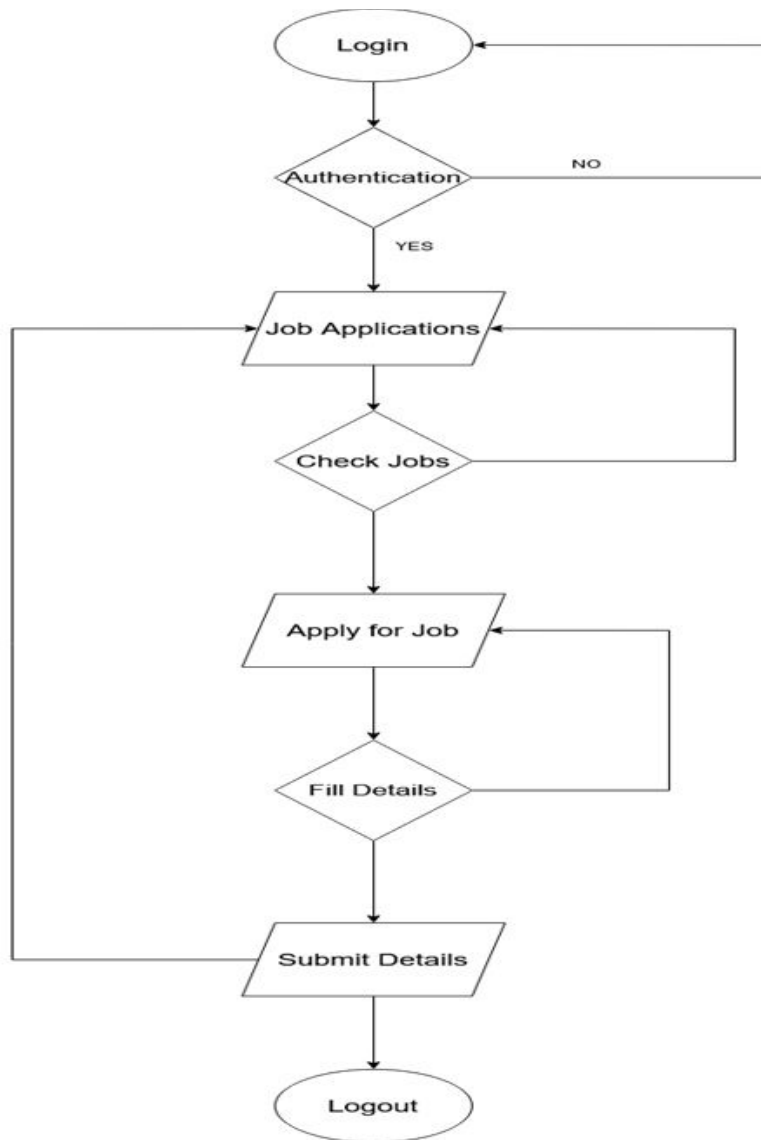 Login
Authentication
NO
YES
Job Applications
Check Jobs
Apply for Job
Fill Details
Submit Details
Logout